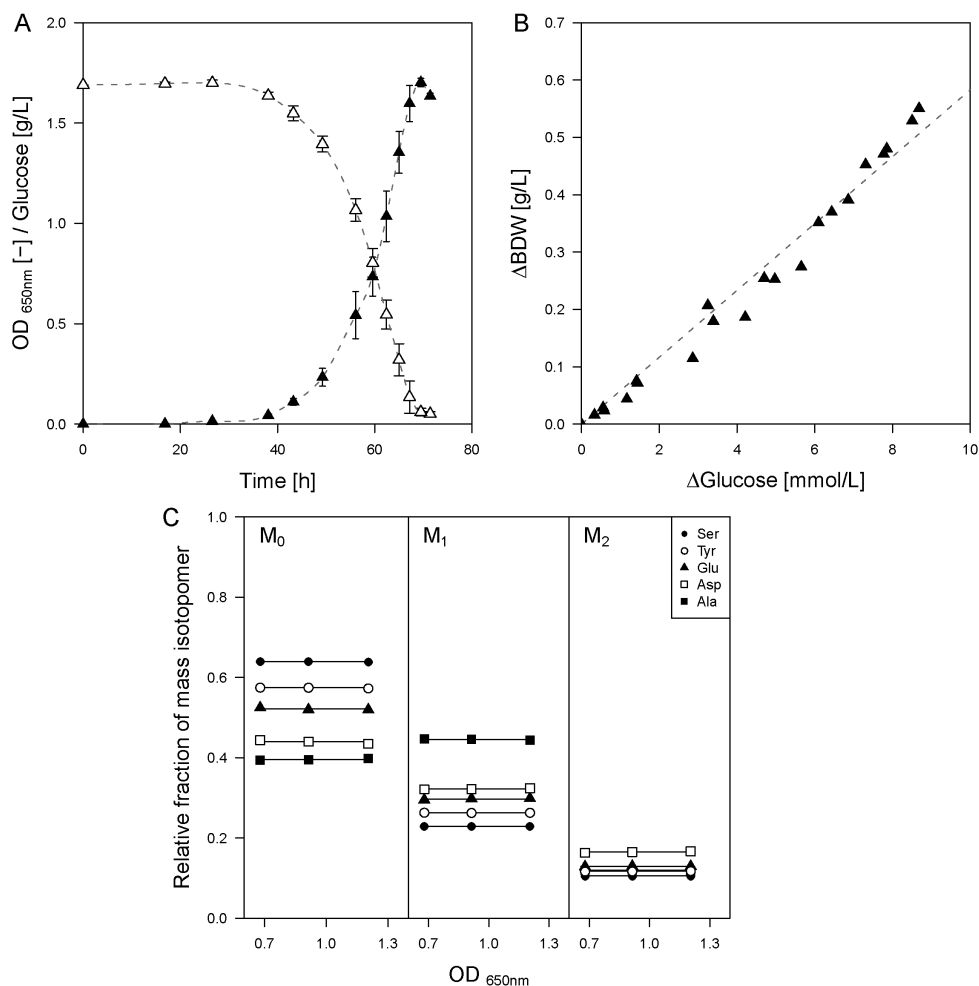 A
B
2.0
1.5
1.0
0.5
0.0
OD 650nm [−] / Glucose [g/L]
0 20 40 60 80
Time [h]
0.7
0.6
0.5
0.4
0.3
0.2
0.1
0.0
ΔBDW [g/L]
0 2 4 6 8 10
ΔGlucose [mmol/L]
C
1.0
0.8
0.6
0.4
0.2
0.0
Relative fraction of mass isotopomer
M0
M1
M2
Ser
Tyr
Glu
Asp
Ala
0.7 1.0 1.3 0.7 1.0 1.3 0.7 1.0 1.3
OD 650nm